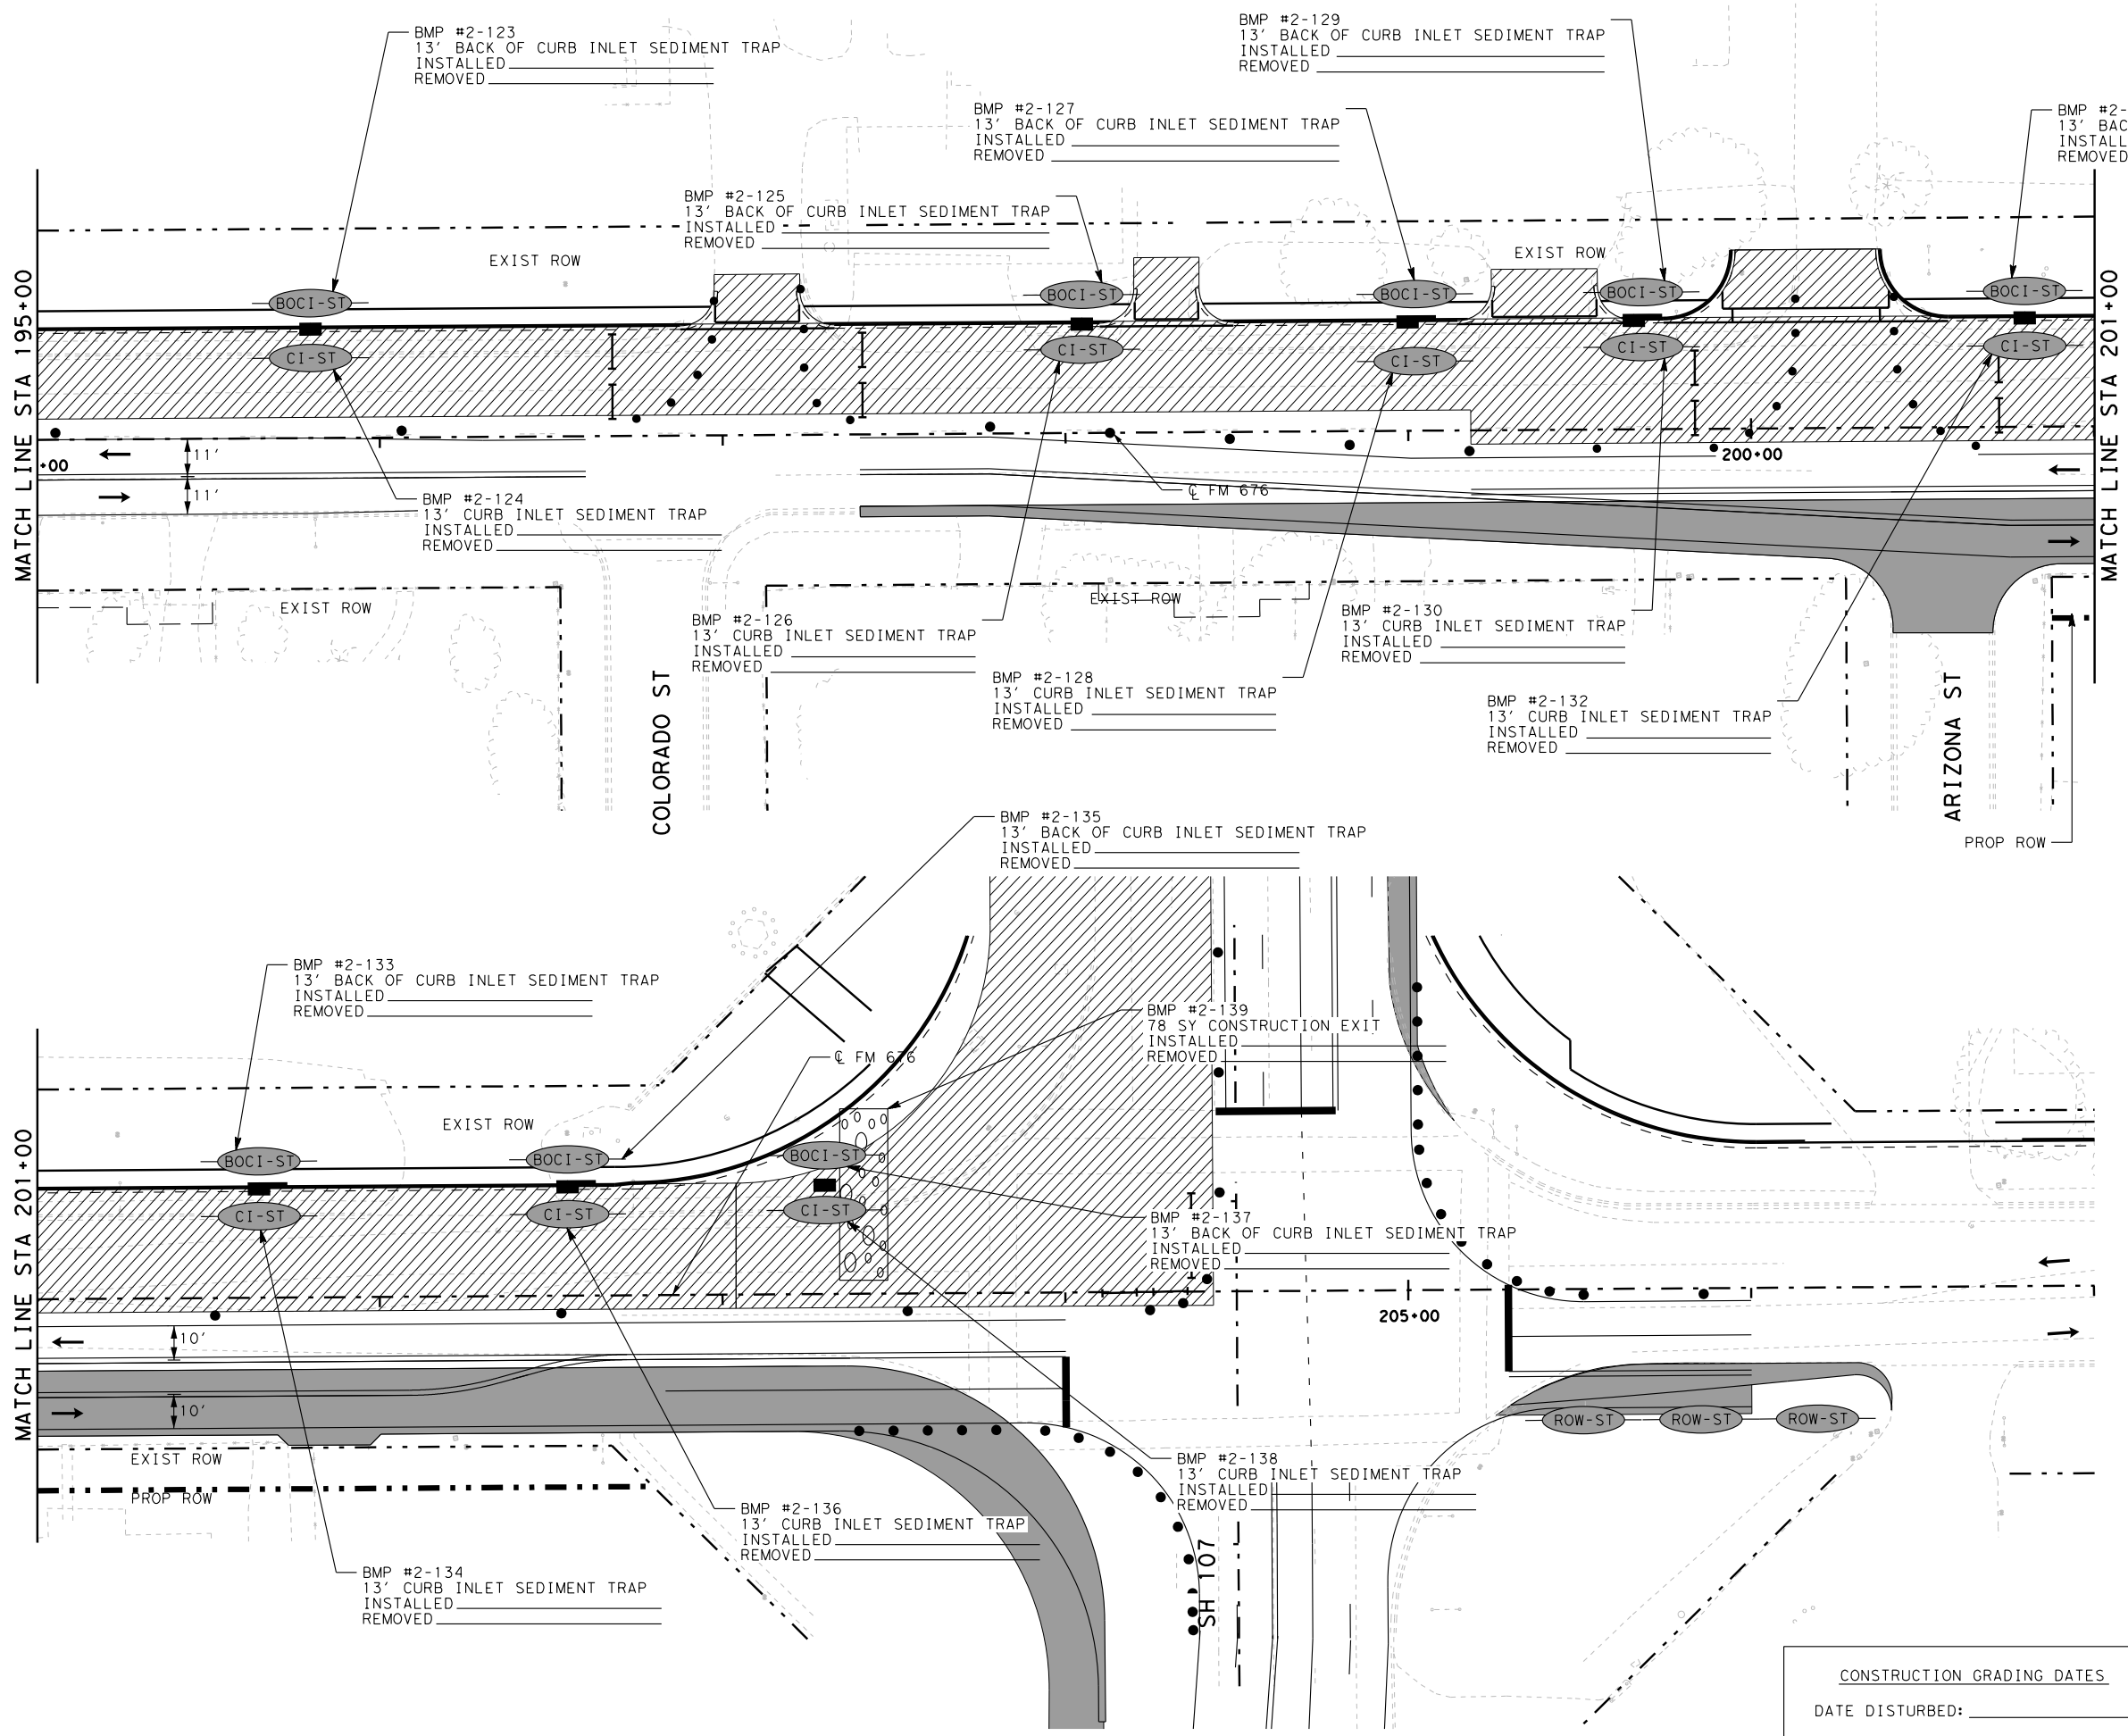 BMP #2-123
13' BACK OF CURB INLET SEDIMENT TRAP
INSTALLED
REMOVED
BMP #2-129
13' BACK OF CURB INLET SEDIMENT TRAP
INSTALLED
REMOVED
BMP #2-127
13' BACK OF CURB INLET SEDIMENT TRAP
INSTALLED
REMOVED
BMP #2-
13' BAC
INSTALL
REMOVED
BMP #2-125
13' BACK OF CURB INLET SEDIMENT TRAP
INSTALLED
REMOVED
EXIST ROW
EXIST ROW
BOCI-ST
BOCI-ST
BOCI-ST
BOCI-ST
BOCI-ST
CI-ST
CI-ST
CI-ST
CI-ST
CI-ST
MATCH LINE STA 195+00
MATCH LINE STA 201+00
11'
+00
11'
200+00
℄ FM 676
BMP #2-124
13' CURB INLET SEDIMENT TRAP
INSTALLED
REMOVED
EXIST ROW
EXIST ROW
BMP #2-126
13' CURB INLET SEDIMENT TRAP
INSTALLED
REMOVED
BMP #2-130
13' CURB INLET SEDIMENT TRAP
INSTALLED
REMOVED
BMP #2-128
13' CURB INLET SEDIMENT TRAP
INSTALLED
REMOVED
BMP #2-132
13' CURB INLET SEDIMENT TRAP
INSTALLED
REMOVED
COLORADO ST
ARIZONA ST
PROP ROW
BMP #2-135
13' BACK OF CURB INLET SEDIMENT TRAP
INSTALLED
REMOVED
BMP #2-133
13' BACK OF CURB INLET SEDIMENT TRAP
INSTALLED
REMOVED
BMP #2-139
78 SY CONSTRUCTION EXIT
INSTALLED
REMOVED
℄ FM 676
EXIST ROW
BOCI-ST
BOCI-ST
BOCI-ST
CI-ST
CI-ST
CI-ST
MATCH LINE STA 201+00
BMP #2-137
13' BACK OF CURB INLET SEDIMENT TRAP
INSTALLED
REMOVED
205+00
10'
10'
ROW-ST
ROW-ST
ROW-ST
EXIST ROW
PROP ROW
BMP #2-138
13' CURB INLET SEDIMENT TRAP
INSTALLED
REMOVED
BMP #2-136
13' CURB INLET SEDIMENT TRAP
INSTALLED
REMOVED
SH 107
BMP #2-134
13' CURB INLET SEDIMENT TRAP
INSTALLED
REMOVED
CONSTRUCTION GRADING DATES
DATE DISTURBED: